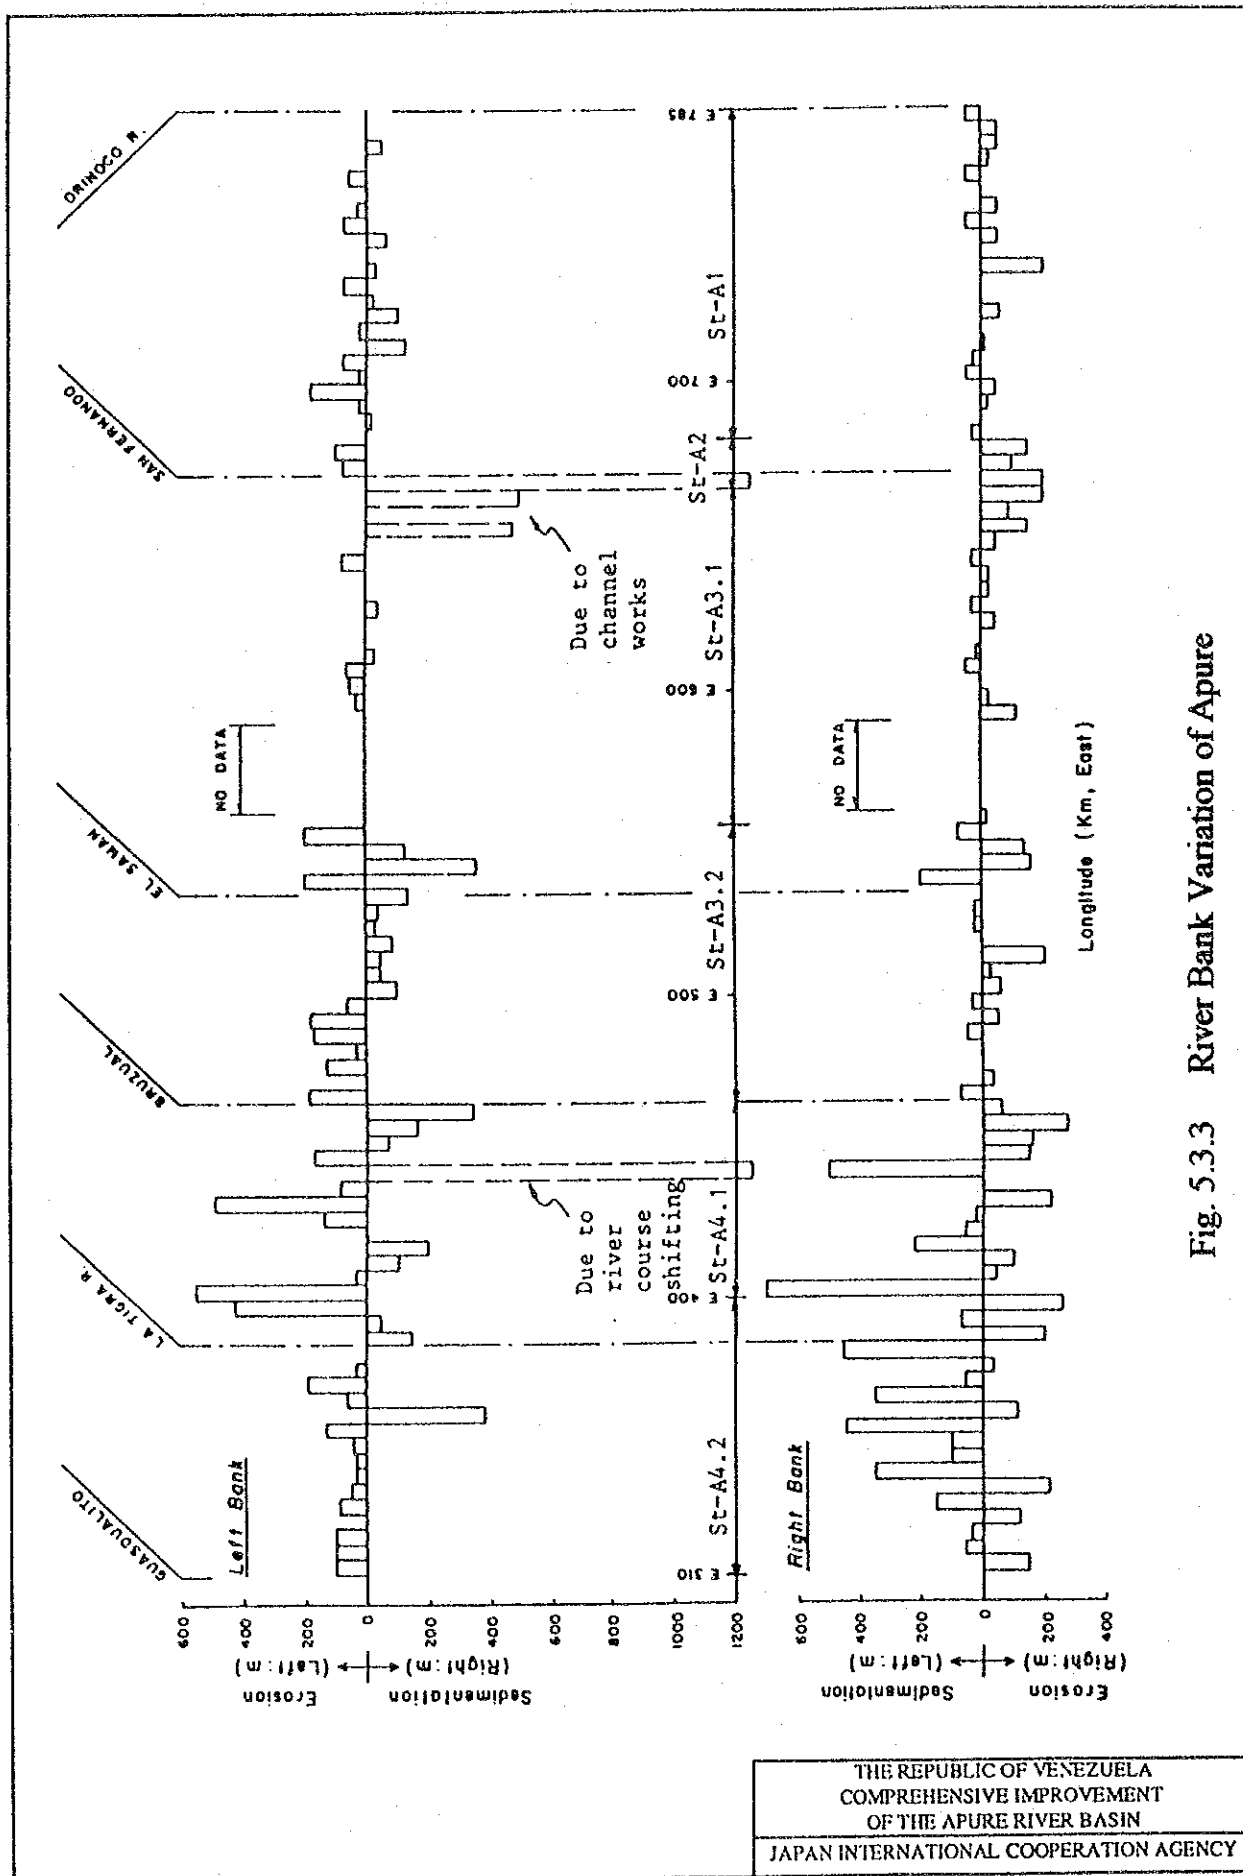 GUASDUALITO
LA TIGRA R.
BRUZUAL
EL SAMAN
SAN FERNANDO
ORINOCO R.
Left Bank
NO DATA
Erosion
(Left:m)
(Right:m)
Sedimentation
600
400
200
0
200
400
600
800
1000
1200
Due to
river
course
shifting
Due to
channel
works
E 310
E 400
E 500
E 600
E 700
E 785
St-A4.2
St-A4.1
St-A3.2
St-A3.1
St-A2
St-A1
Right Bank
NO DATA
Sedimentation
(Left:m)
(Right:m)
Erosion
600
400
200
0
200
400
Longitude (Km, East)
Fig. 5.3.3 River Bank Variation of Apure
THE REPUBLIC OF VENEZUELA
COMPREHENSIVE IMPROVEMENT
OF THE APURE RIVER BASIN
JAPAN INTERNATIONAL COOPERATION AGENCY